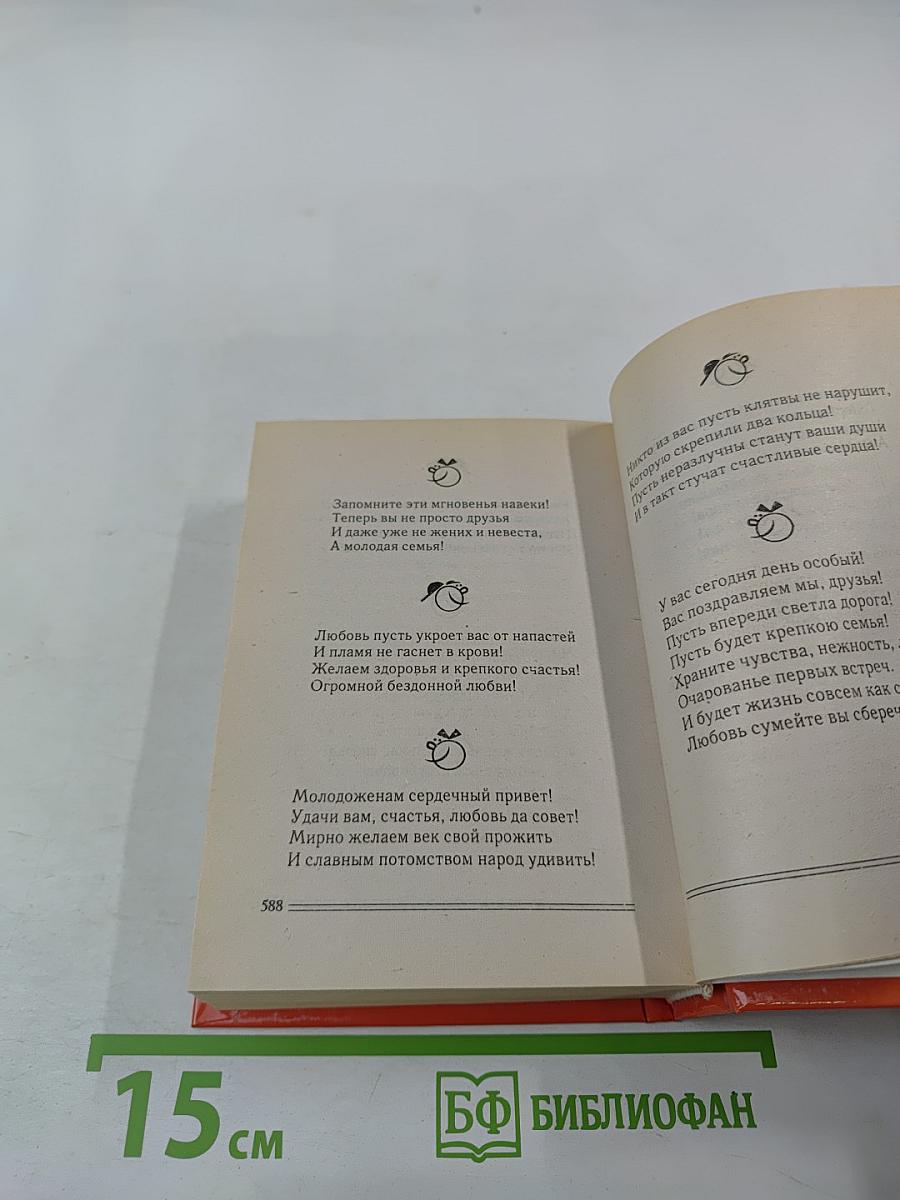 Запомните эти мгновенья навеки!
Теперь вы не просто друзья
И даже уже не жених и невеста,
А молодая семья!
Любовь пусть укроет вас от напастей
И пламя не гаснет в крови!
Желаем здоровья и крепкого счастья!
Огромной бездонной любви!
Молодоженам сердечный привет!
Удачи вам, счастья, любовь да совет!
Мирно желаем век свой прожить
И славным потомством народ удивить!
588
Никто из вас пусть клятвы не нарушит,
Которую скрепили два кольца!
Пусть неразлучны станут ваши души
И в такт стучат счастливые сердца!
У вас сегодня день особый!
Вас поздравляем мы, друзья!
Пусть впереди светла дорога!
Пусть будет крепкою семья!
Храните чувства, нежность,
Очарованье первых встреч.
И будет жизнь совсем как
Любовь сумейте вы сбереч
15 см
БФ БИБЛИОФАН